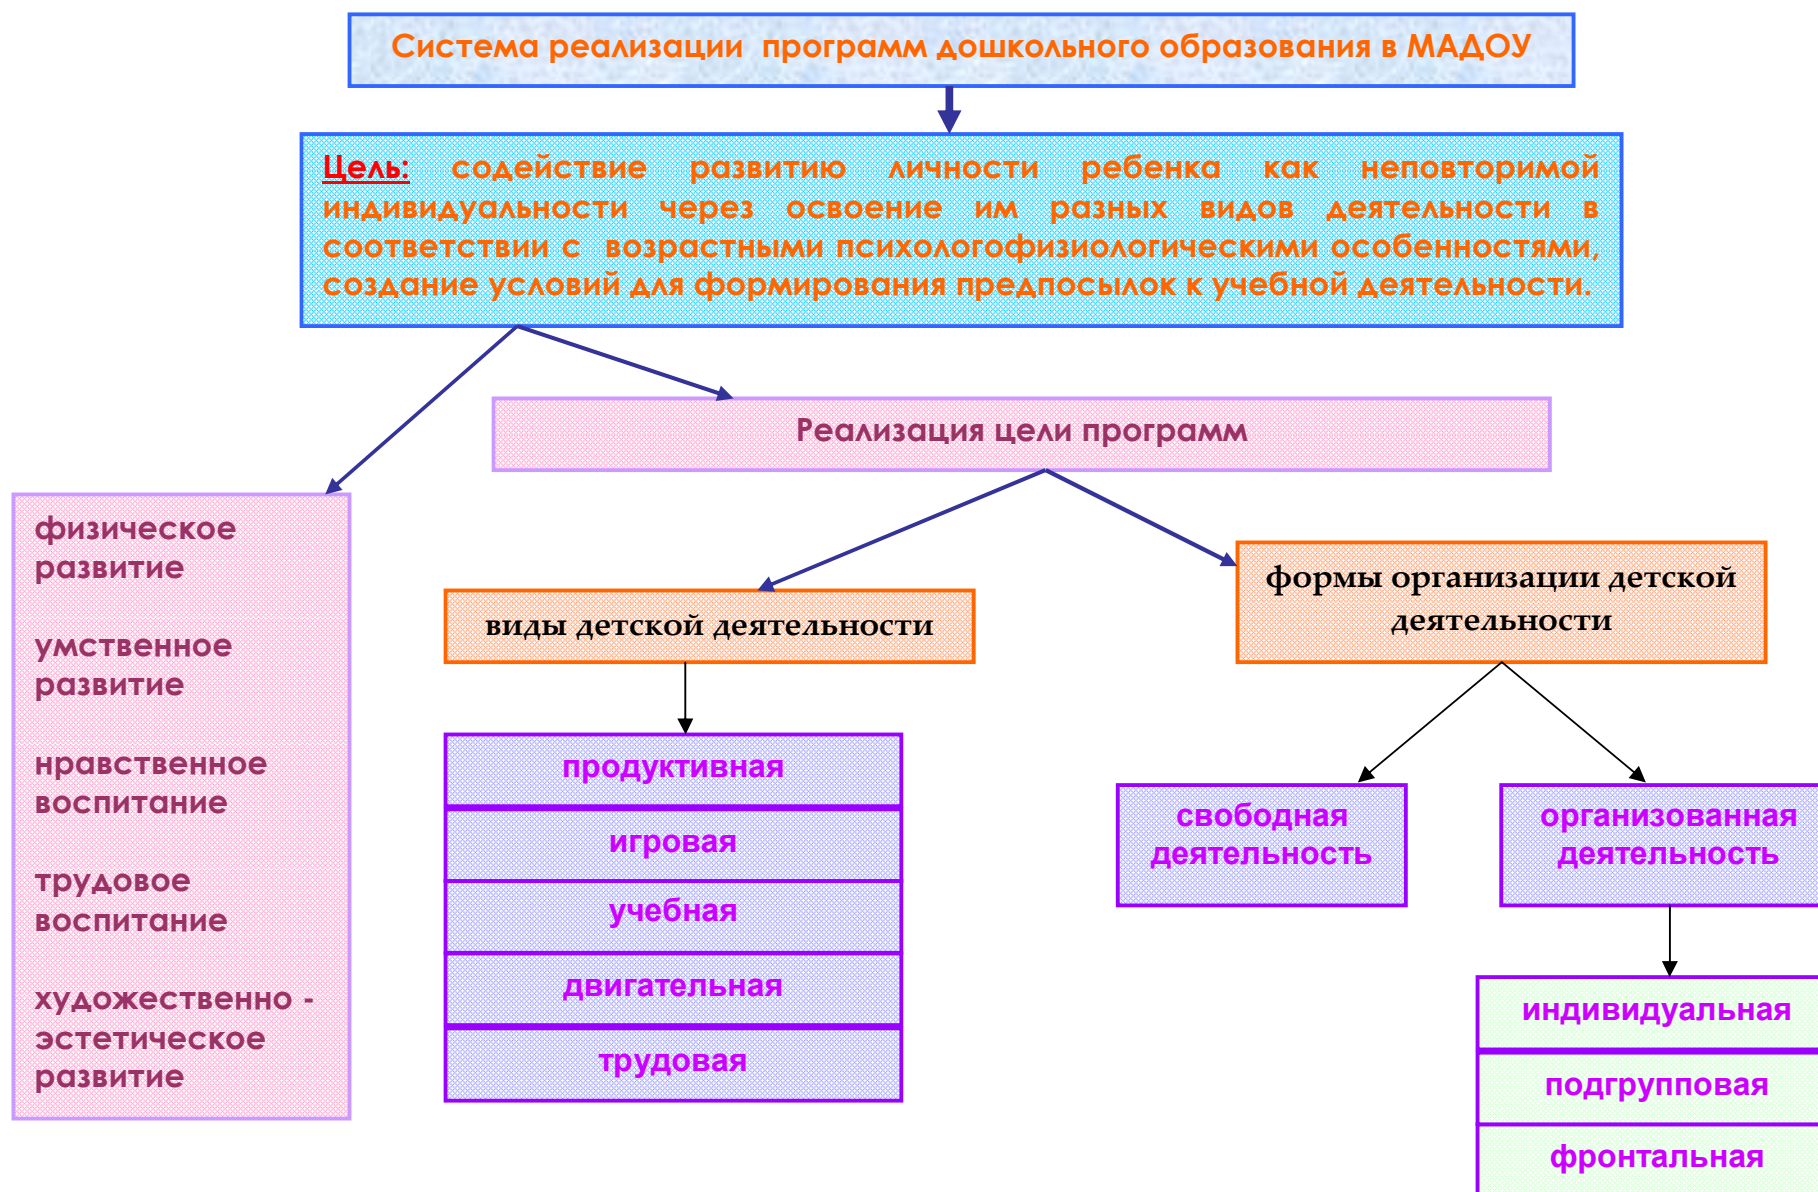 Система реализации программ дошкольного образования в МАДОУ
Цель: содействие развитию личности ребенка как неповторимой
индивидуальности через освоение им разных видов деятельности в
соответствии с возрастными психологофизиологическими особенностями,
создание условий для формирования предпосылок к учебной деятельности.
Реализация цели программ
физическое
развитие
умственное
развитие
нравственное
воспитание
трудовое
воспитание
художественно -
эстетическое
развитие
виды детской деятельности
продуктивная
игровая
учебная
двигательная
трудовая
формы организации детской
деятельности
свободная
деятельность
организованная
деятельность
индивидуальная
подгрупповая
фронтальная